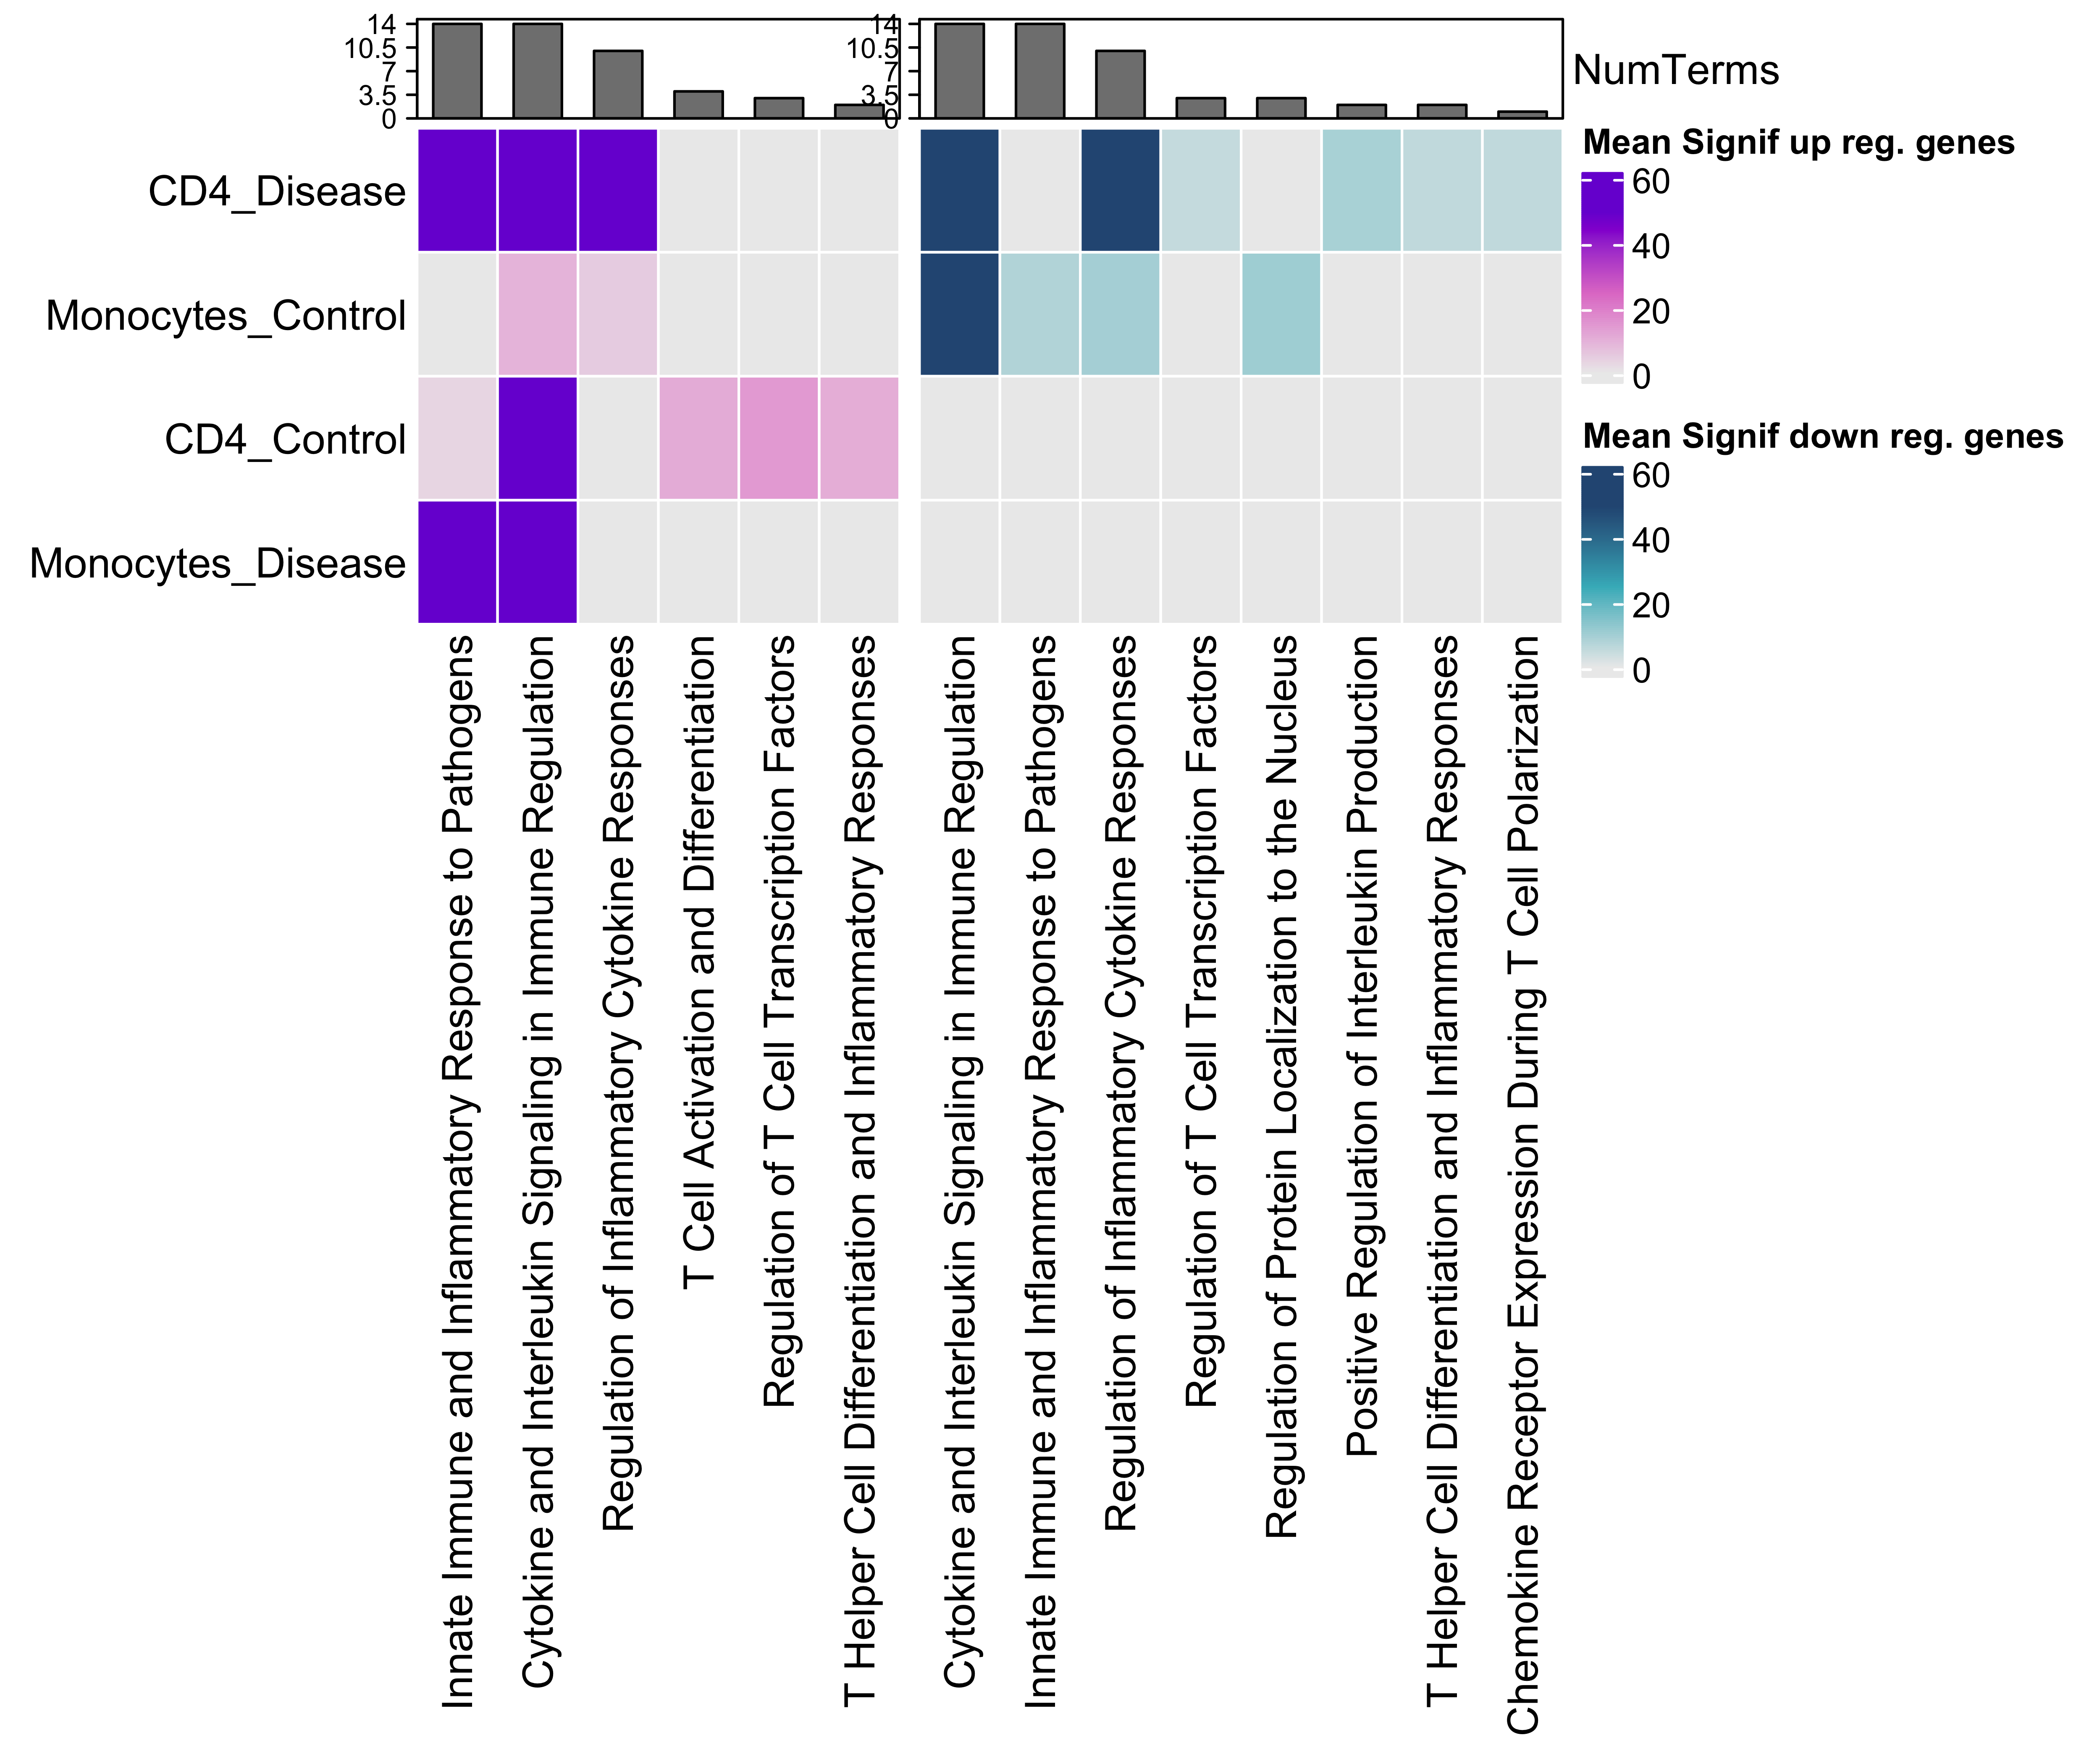 14
10.5
7
3.5
0
14
10.5
7
3.5
0
NumTerms
CD4_Disease
Monocytes_Control
CD4_Control
Monocytes_Disease
Mean Signif up reg. genes
60
40
20
0
Mean Signif down reg. genes
60
40
20
0
Innate Immune and Inflammatory Response to Pathogens
Cytokine and Interleukin Signaling in Immune Regulation
Regulation of Inflammatory Cytokine Responses
T Cell Activation and Differentiation
Regulation of T Cell Transcription Factors
T Helper Cell Differentiation and Inflammatory Responses
Cytokine and Interleukin Signaling in Immune Regulation
Innate Immune and Inflammatory Response to Pathogens
Regulation of Inflammatory Cytokine Responses
Regulation of T Cell Transcription Factors
Regulation of Protein Localization to the Nucleus
Positive Regulation of Interleukin Production
T Helper Cell Differentiation and Inflammatory Responses
Chemokine Receptor Expression During T Cell Polarization